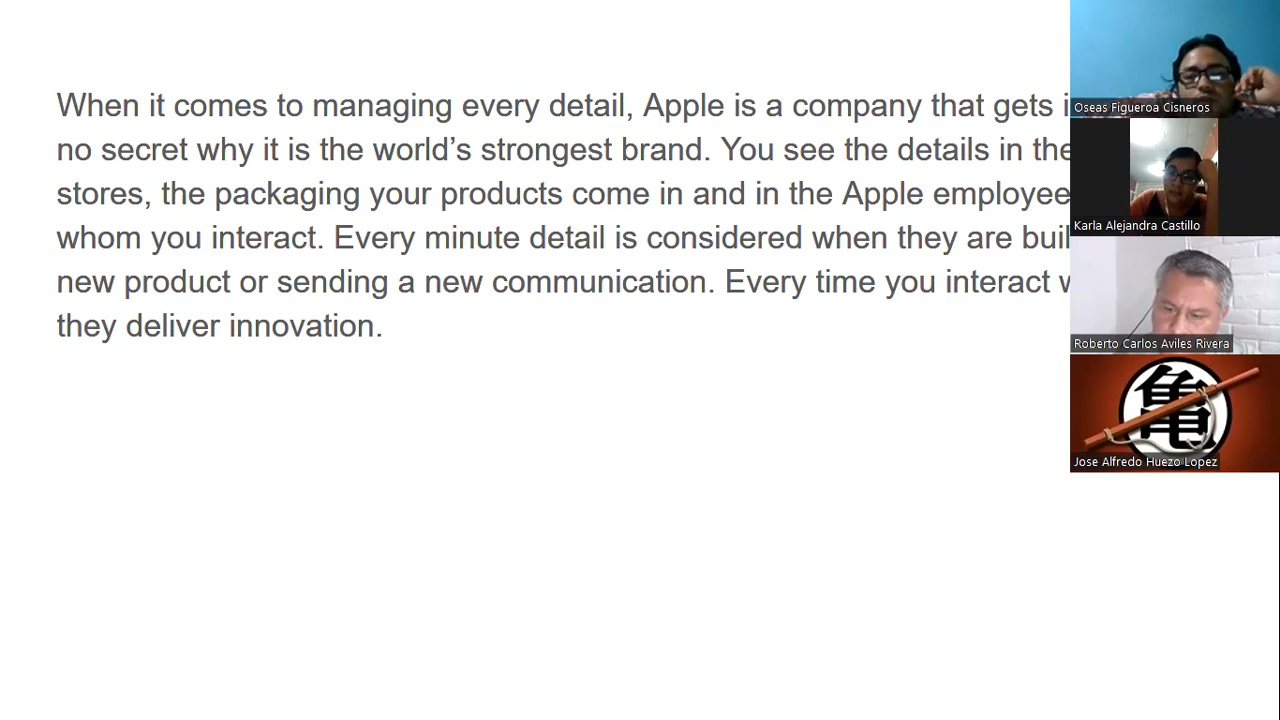 When it comes to managing every detail, Apple is a company that gets
no secret why it is the world’s strongest brand. You see the details in the
stores, the packaging your products come in and in the Apple employee
whom you interact. Every minute detail is considered when they are
new product or sending a new communication. Every time you interact
they deliver innovation.
Oseas Figueroa Cisneros
Karla Alejandra Castillo
Roberto Carlos Aviles Rivera
亀
Jose Alfredo Huezo Lopez